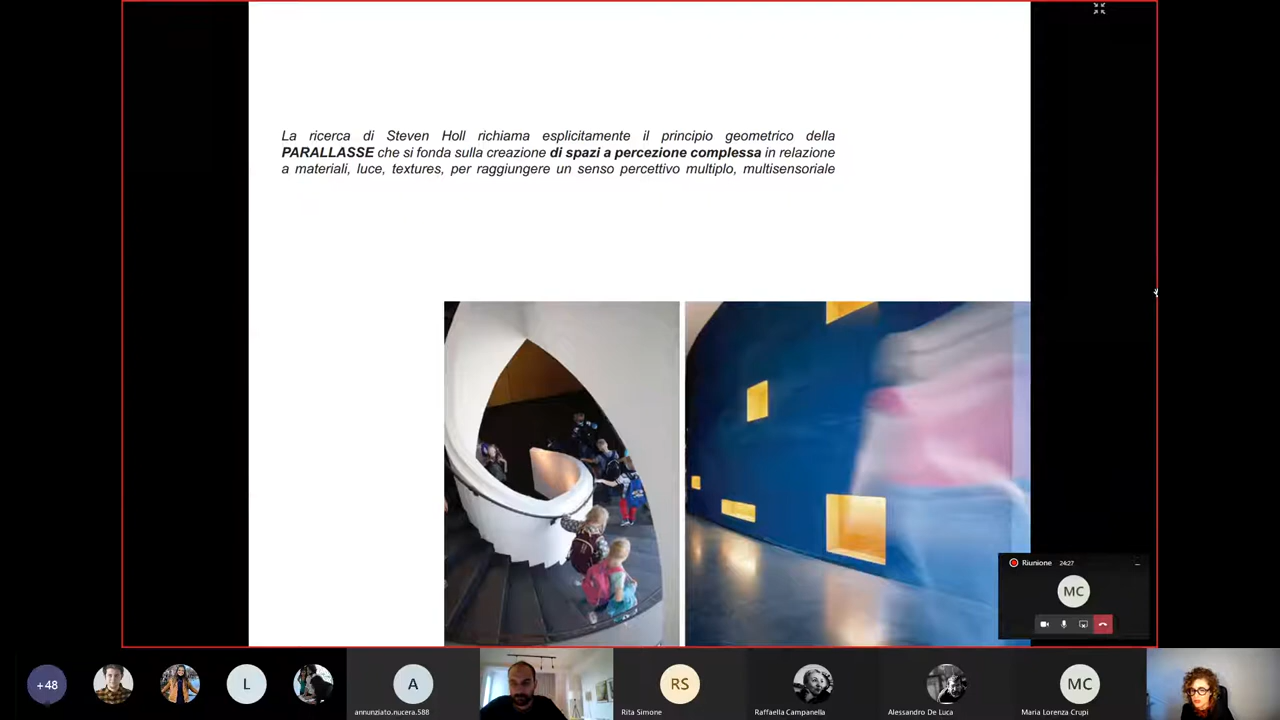 La ricerca di Steven Holl richiama esplicitamente il principio geometrico della
PARALLASSE che si fonda sulla creazione di spazi a percezione complessa in relazione
a materiali, luce, textures, per raggiungere un senso percettivo multiplo, multisensoriale
Riunione 24:27
MC
+48
L
A
RS
MC
annunziato.nucera.588
Rita Simone
Raffaella Campanella
Alessandro De Luca
Maria Lorenza Crupi